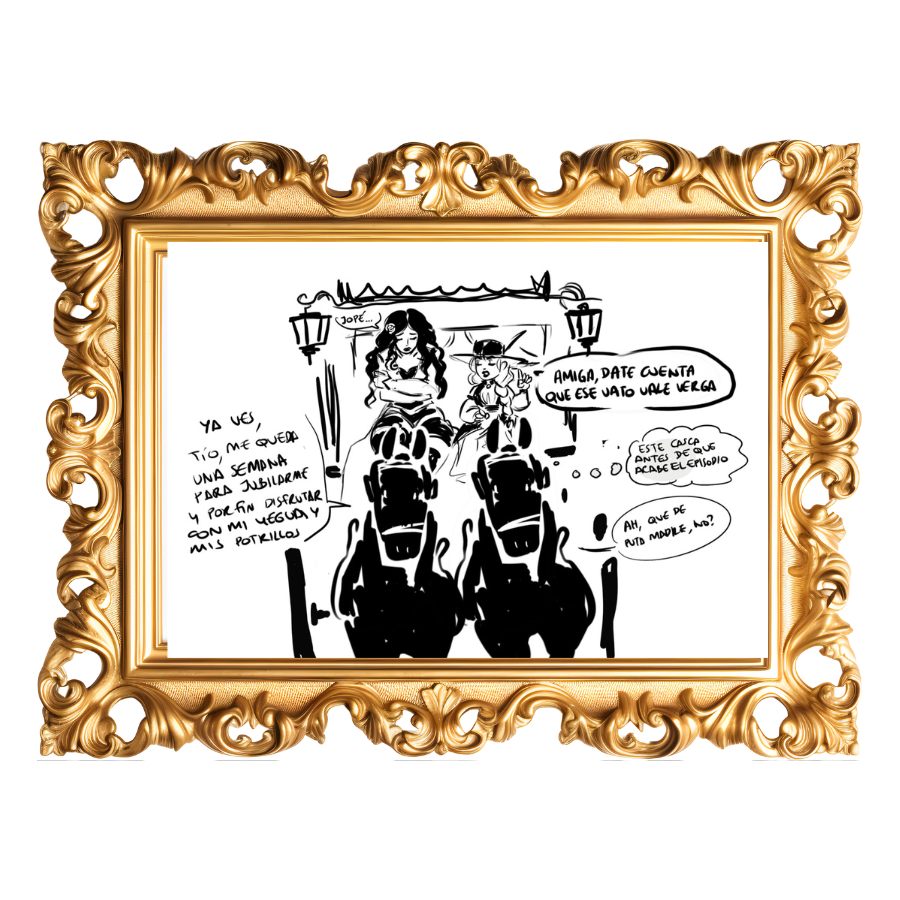 JOPÉ...
AMIGA, DATE CUENTA
QUE ESE VATO VALE VERGA
YA VES,
TÍO, ME QUEDA
UNA SEMANA
PARA JUBILARME
Y POR FIN DISFRUTAR
CON MI YEGUA Y
MIS POTRILLOS
ESTE CASCA
ANTES DE QUE
ACABE EL EPISODIO
AH, QUÉ DE
PUTA MADRE, NO?